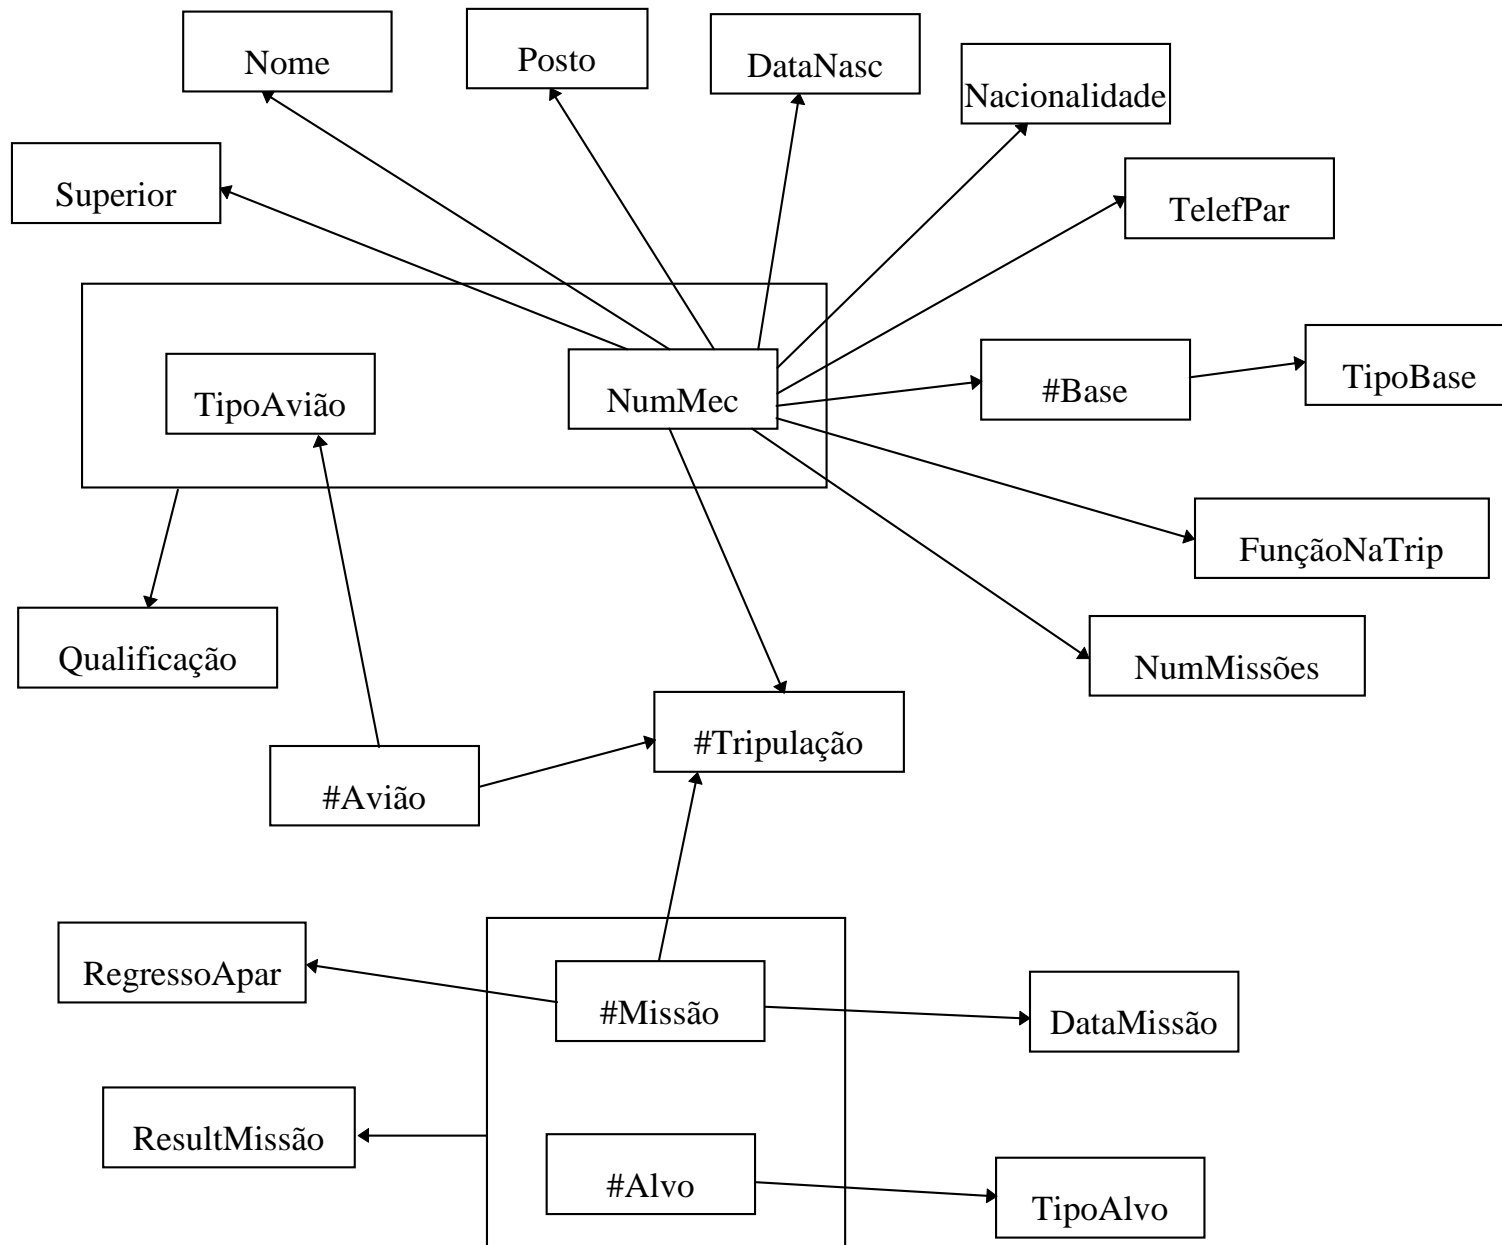 Nome
Posto
DataNasc
Nacionalidade
Superior
TelefPar
TipoAvião
NumMec
#Base
TipoBase
FunçãoNaTrip
Qualificação
NumMissões
#Tripulação
#Avião
RegressoApar
#Missão
DataMissão
ResultMissão
#Alvo
TipoAlvo